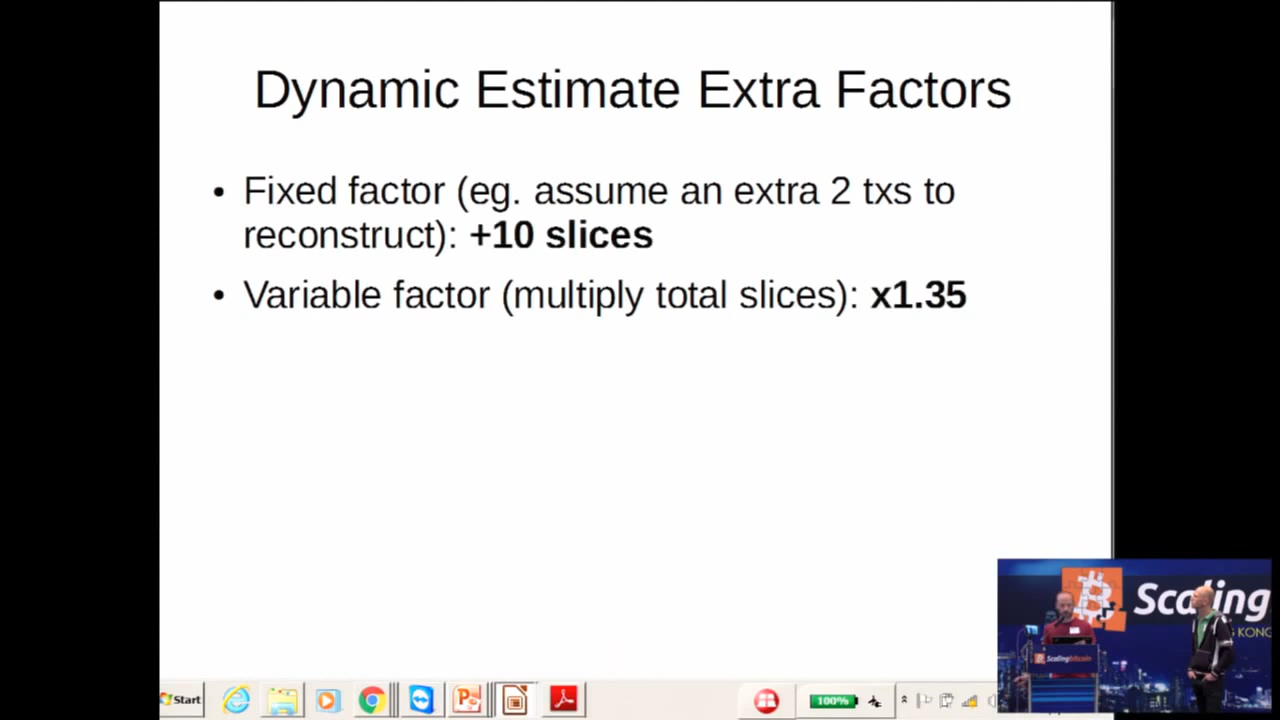 Dynamic Estimate Extra Factors
• Fixed factor (eg. assume an extra 2 txs to
reconstruct): +10 slices
• Variable factor (multiply total slices): x1.35
Scaling
KONG
Scalingbitcoin
Start
100%